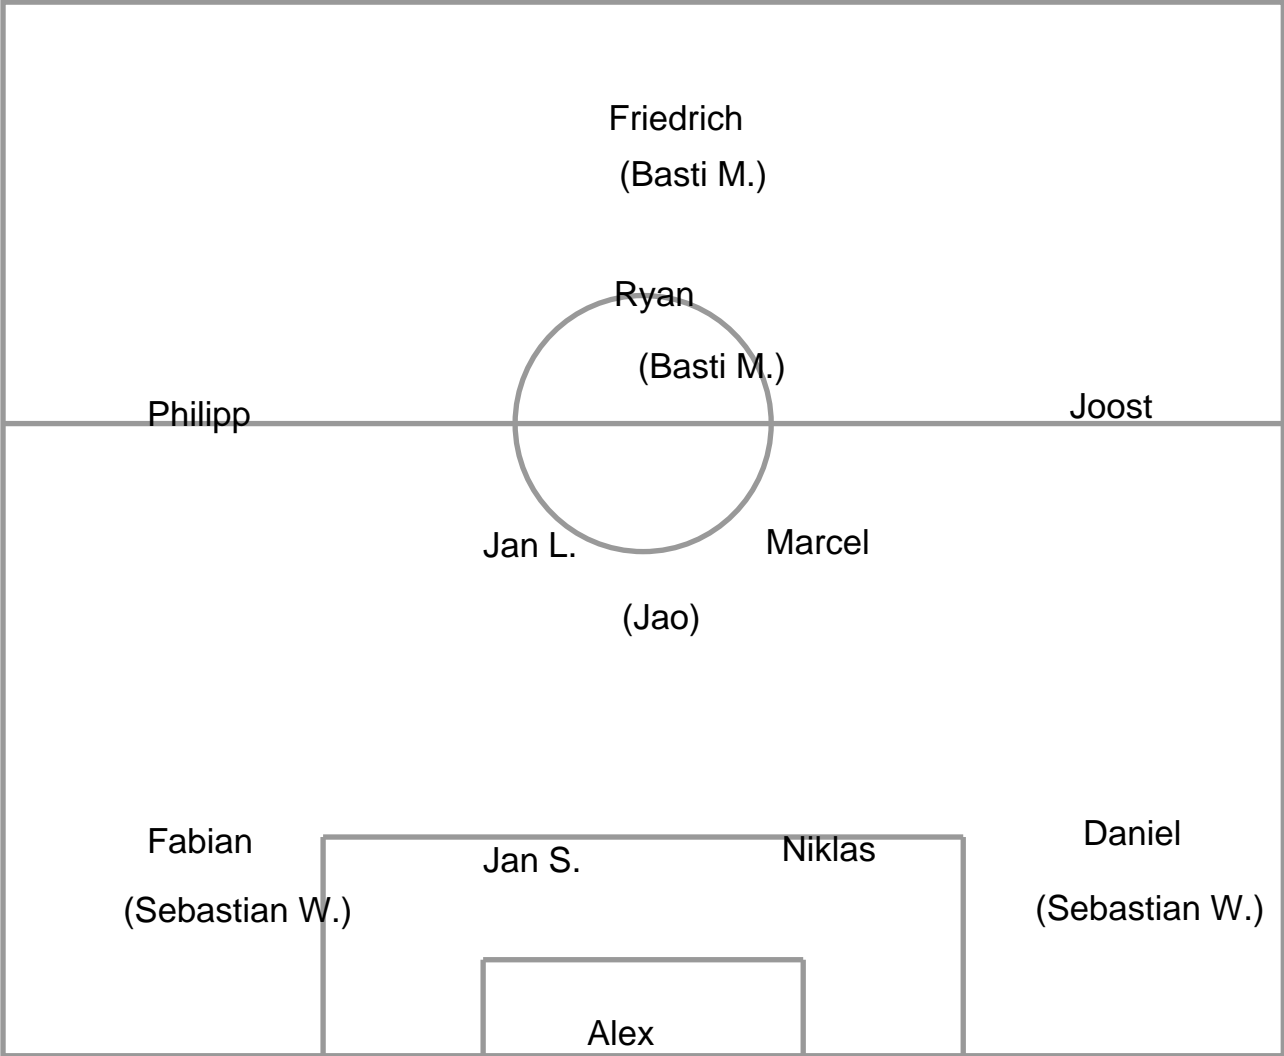 Friedrich
(Basti M.)
Ryan
(Basti M.)
Philipp
Joost
Jan L.
Marcel
(Jao)
Fabian
Jan S.
Niklas
Daniel
(Sebastian W.)
(Sebastian W.)
Alex